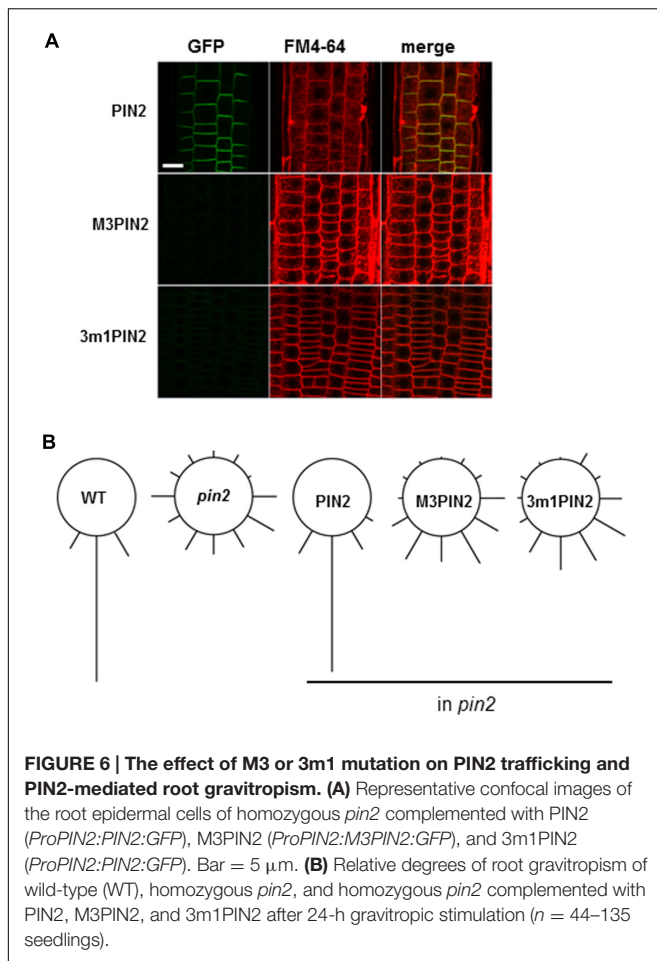 A
GFP FM4-64 merge
PIN2
M3PIN2
3m1PIN2
B
WT pin2 PIN2 M3PIN2 3m1PIN2
in pin2
FIGURE 6 | The effect of M3 or 3m1 mutation on PIN2 trafficking and
PIN2-mediated root gravitropism. (A) Representative confocal images of
the root epidermal cells of homozygous pin2 complemented with PIN2
(ProPIN2:PIN2:GFP), M3PIN2 (ProPIN2:M3PIN2:GFP), and 3m1PIN2
(ProPIN2:PIN2:GFP). Bar = 5 μm. (B) Relative degrees of root gravitropism of
wild-type (WT), homozygous pin2, and homozygous pin2 complemented with
PIN2, M3PIN2, and 3m1PIN2 after 24-h gravitropic stimulation (n = 44–135
seedlings).